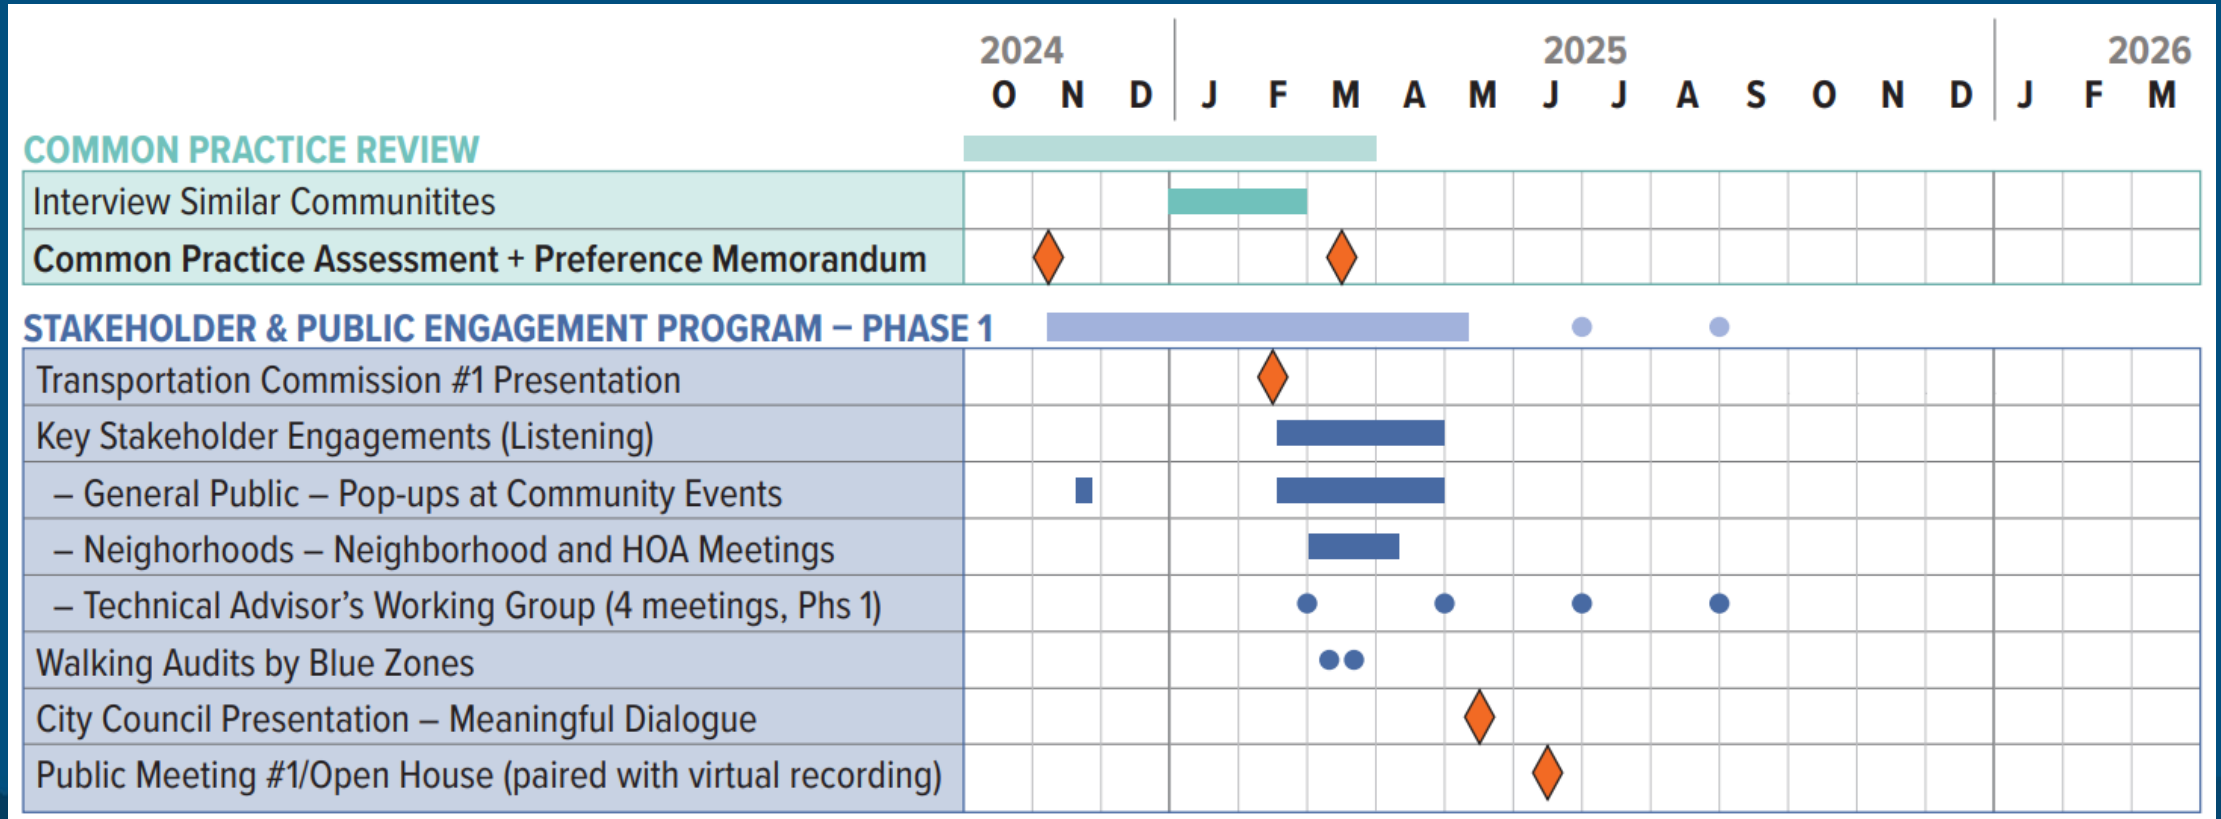 2024 2025 2026
O N D J F M A M J J A S O N D J F M
COMMON PRACTICE REVIEW
Interview Similar Communitites
Common Practice Assessment + Preference Memorandum
STAKEHOLDER & PUBLIC ENGAGEMENT PROGRAM – PHASE 1
Transportation Commission #1 Presentation
Key Stakeholder Engagements (Listening)
– General Public – Pop-ups at Community Events
– Neighorhoods – Neighborhood and HOA Meetings
– Technical Advisor’s Working Group (4 meetings, Phs 1)
Walking Audits by Blue Zones
City Council Presentation – Meaningful Dialogue
Public Meeting #1/Open House (paired with virtual recording)